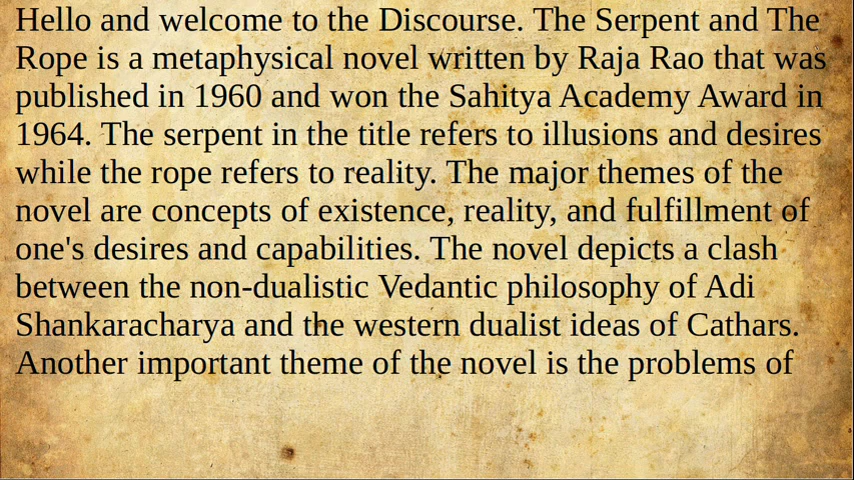 Hello and welcome to the Discourse. The Serpent and The
Rope is a metaphysical novel written by Raja Rao that was
published in 1960 and won the Sahitya Academy Award in
1964. The serpent in the title refers to illusions and desires
while the rope refers to reality. The major themes of the
novel are concepts of existence, reality, and fulfillment of
one's desires and capabilities. The novel depicts a clash
between the non-dualistic Vedantic philosophy of Adi
Shankaracharya and the western dualist ideas of Cathars.
Another important theme of the novel is the problems of